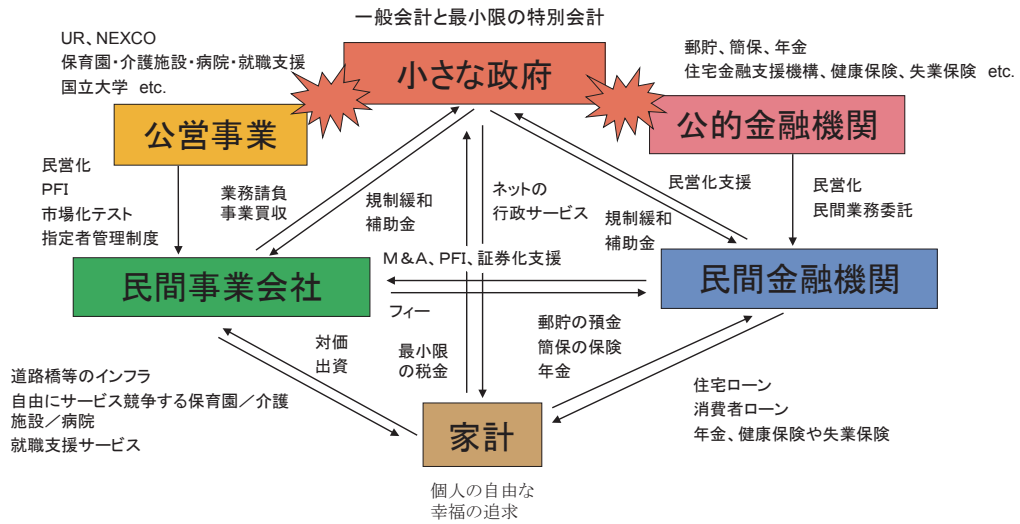 一般会計と最小限の特別会計
UR、NEXCO
保育園・介護施設・病院・就職支援
国立大学 etc.
小さな政府
郵貯、簡保、年金
住宅金融支援機構、健康保険、失業保険 etc.
公営事業
公的金融機関
民営化
PFI
市場化テスト
指定者管理制度
業務請負
事業買収
規制緩和
補助金
ネットの
行政サービス
民営化支援
規制緩和
補助金
民営化
民間業務委託
M&A、PFI、証券化支援
民間事業会社
民間金融機関
フィー
対価
出資
最小限
の税金
郵貯の預金
簡保の保険
年金
道路橋等のインフラ
自由にサービス競争する保育園／介護
施設／病院
就職支援サービス
住宅ローン
消費者ローン
年金、健康保険や失業保険
家計
個人の自由な
幸福の追求